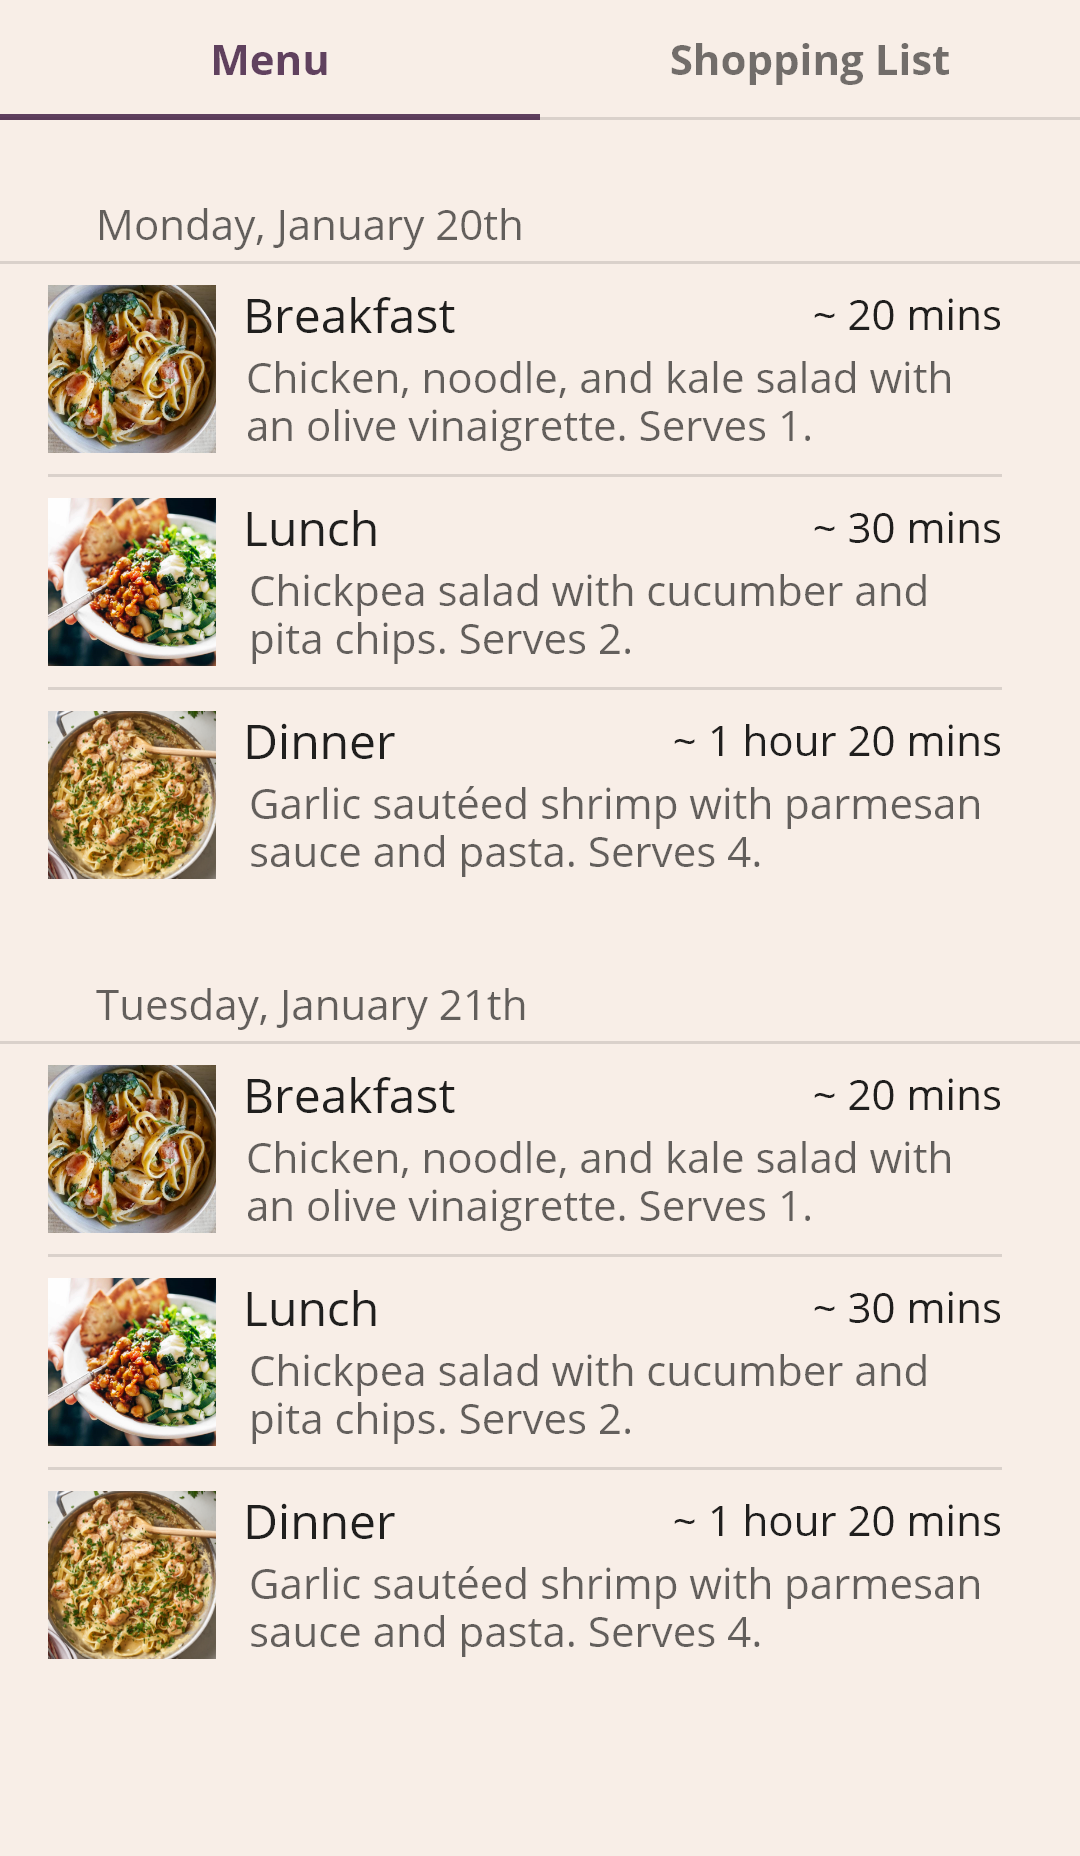 Menu
Shopping List
Monday, January 20th
Breakfast
~ 20 mins
Chicken, noodle, and kale salad with
an olive vinaigrette. Serves 1.
Lunch
~ 30 mins
Chickpea salad with cucumber and
pita chips. Serves 2.
Dinner
~ 1 hour 20 mins
Garlic sautéed shrimp with parmesan
sauce and pasta. Serves 4.
Tuesday, January 21th
Breakfast
~ 20 mins
Chicken, noodle, and kale salad with
an olive vinaigrette. Serves 1.
Lunch
~ 30 mins
Chickpea salad with cucumber and
pita chips. Serves 2.
Dinner
~ 1 hour 20 mins
Garlic sautéed shrimp with parmesan
sauce and pasta. Serves 4.